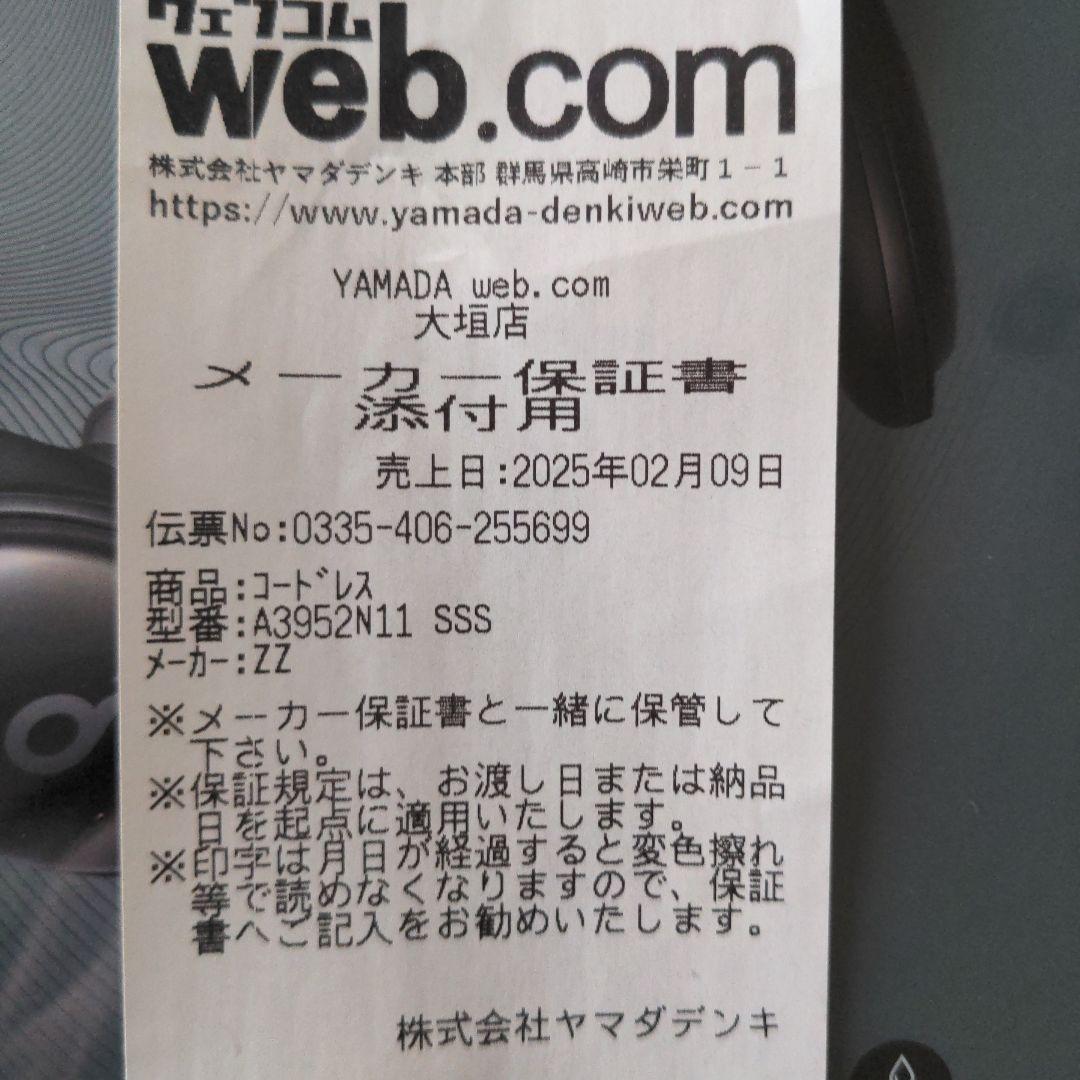 ウェブコム
web.com
株式会社ヤマダデンキ 本部 群馬県高崎市栄町1-1
https://www.yamada-denkiweb.com
YAMADA web.com
大垣店
メーカー保証書
添付用
売上日:2025年02月09日
伝票No:0335-406-255699
商品:コードレス
型番:A3952N11 SSS
メーカー:ZZ
※メーカー保証書と一緒に保管して
下さい。
※保証規定は、お渡し日または納品
日を起点に適用いたします。
※印字は月日が経過すると変色擦れ
等で読めなくなりますので、保証
書へご記入をお勧めいたします。
株式会社ヤマダデンキ